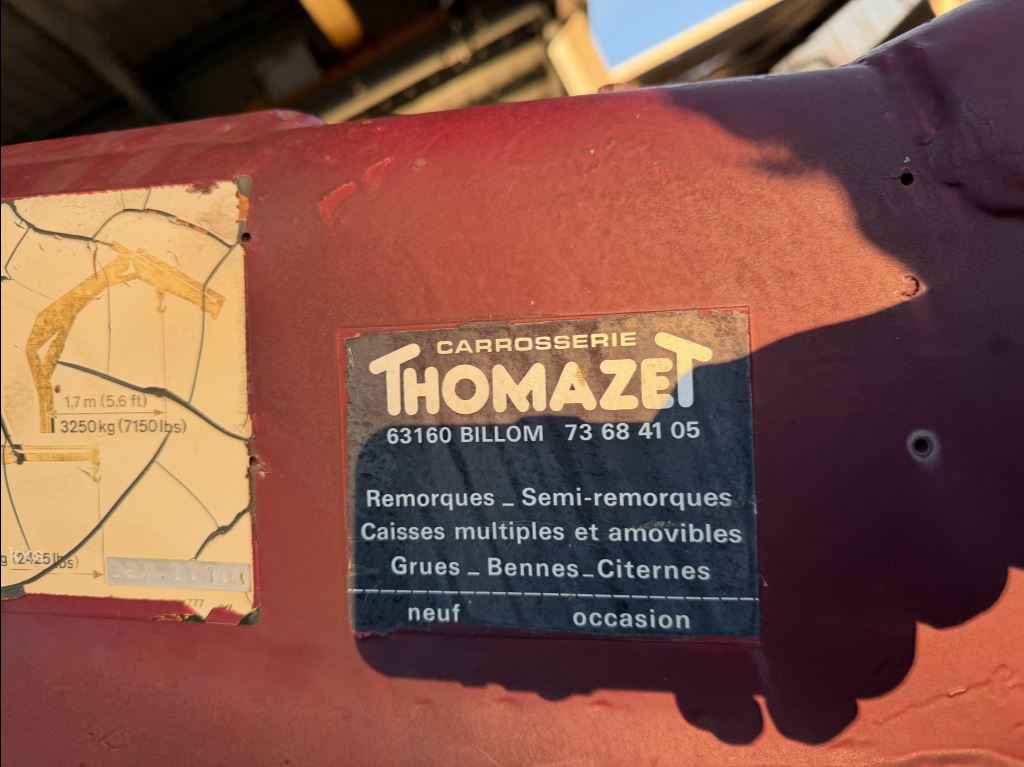 1,7 m (5,6 ft)
3250 kg (7150 lbs)
g (2425 lbs)
777
CARROSSERIE
THOMAZET
63160 BILLOM 73 68 41 05
Remorques _ Semi-remorques
Caisses multiples et amovibles
Grues _ Bennes _ Citernes
neuf occasion